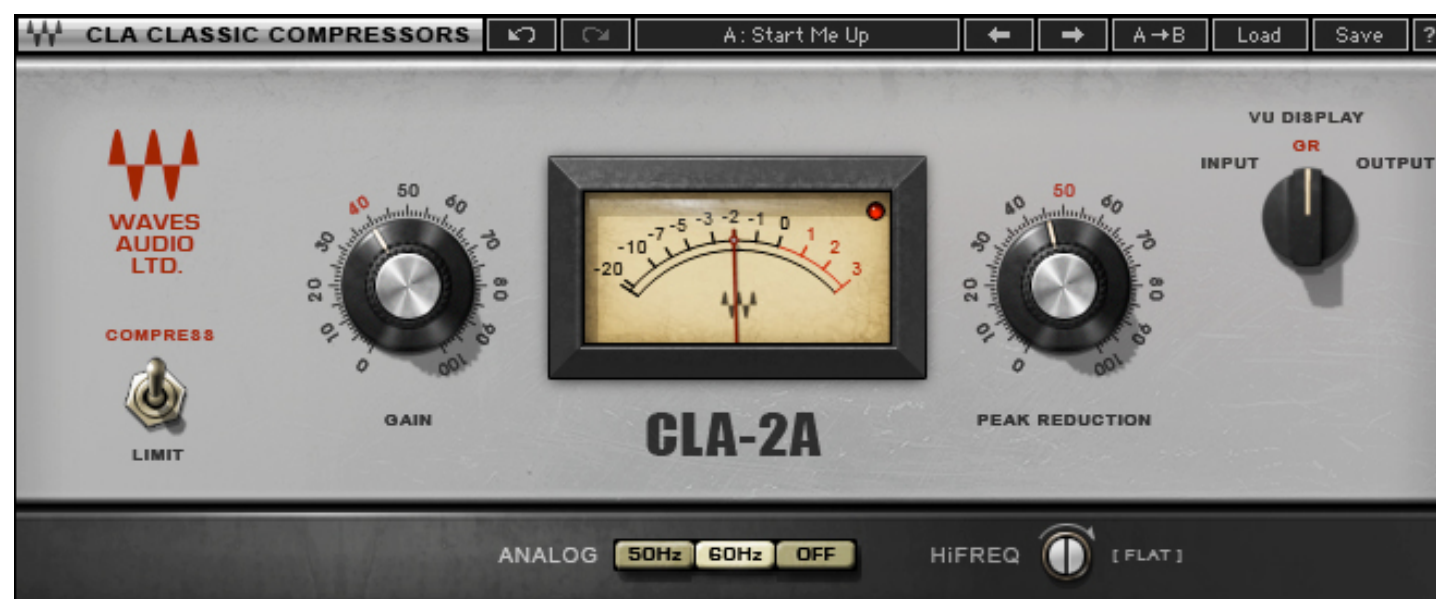 CLA CLASSIC COMPRESSORS
A: Start Me Up
A→B
Load
Save
?
VU DISPLAY
GR
INPUT
OUTPUT
WAVES
AUDIO
LTD.
COMPRESS
LIMIT
0 10 20 30 40 50 60 70 80 90 100
GAIN
-20 -10 -7 -5 -3 -2 -1 0 1 2 3
CLA-2A
0 10 20 30 40 50 60 70 80 90 100
PEAK REDUCTION
ANALOG 50Hz 60Hz OFF
HiFREQ [ FLAT ]